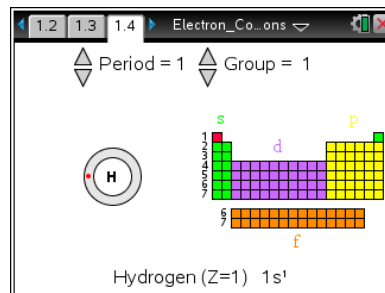 1.2 1.3 1.4 Electron_Co...ons
Period = 1 Group = 1
s p
d
1
2
3
4
5
6
7
H
6
7
f
Hydrogen (Z=1) 1s¹